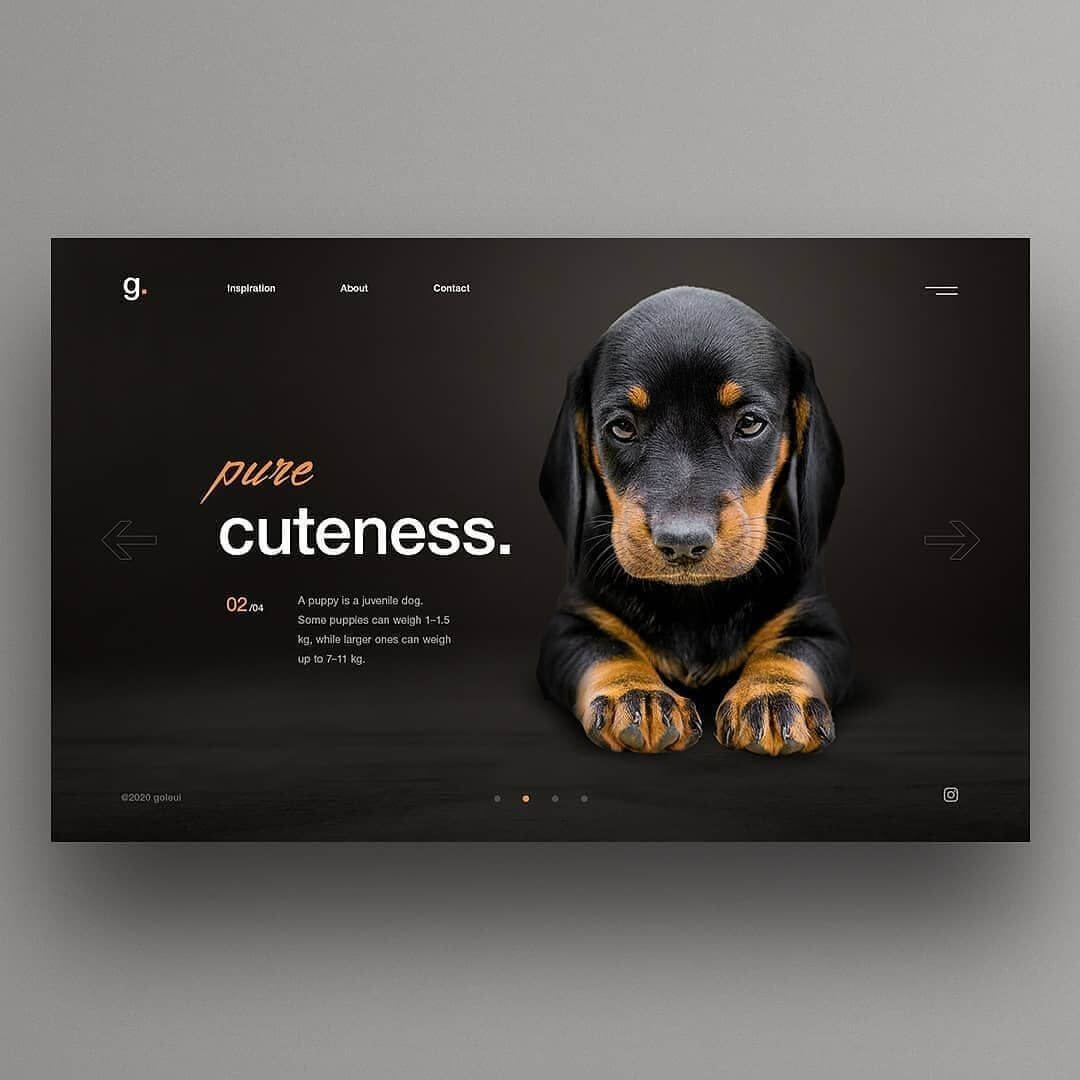 g.
Inspiration
About
Contact
pure
cuteness.
02/04
A puppy is a juvenile dog.
Some puppies can weigh 1–1.5
kg, while larger ones can weigh
up to 7–11 kg.
©2020 goleui